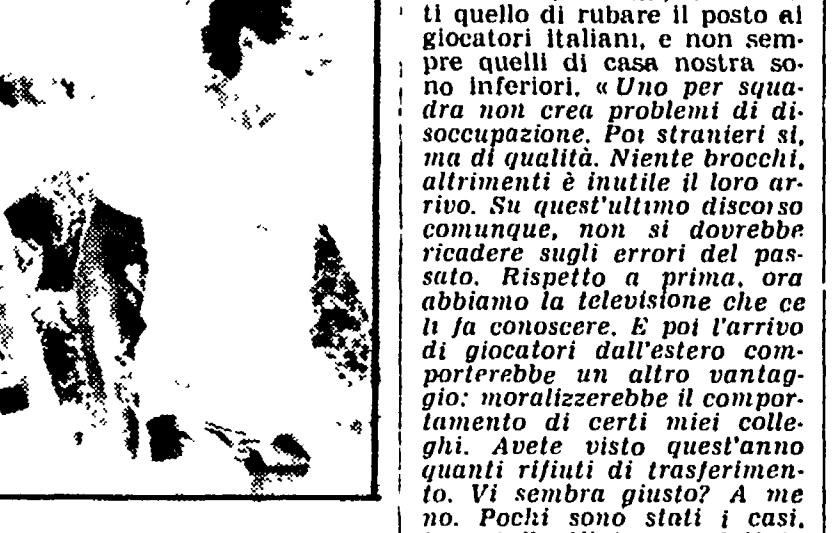 ti quello di rubare il posto ai
giocatori italiani, e non sem-
pre quelli di casa nostra so-
no inferiori. « Uno per squa-
dra non crea problemi di di-
soccupazione. Poi stranieri sì,
ma di qualità. Niente brocchi,
altrimenti è inutile il loro ar-
rivo. Su quest'ultimo discorso
comunque, non si dovrebbe
ricadere sugli errori del pas-
sato. Rispetto a prima, ora
abbiamo la televisione che ce
li fa conoscere. E poi l'arrivo
di giocatori dall'estero com-
porterebbe un altro vantag-
gio: moralizzerebbe il compor-
tamento di certi miei colle-
ghi. Avete visto quest'anno
quanti rifiuti di trasferimen-
to. Vi sembra giusto? A me
no. Pochi sono stati i casi,